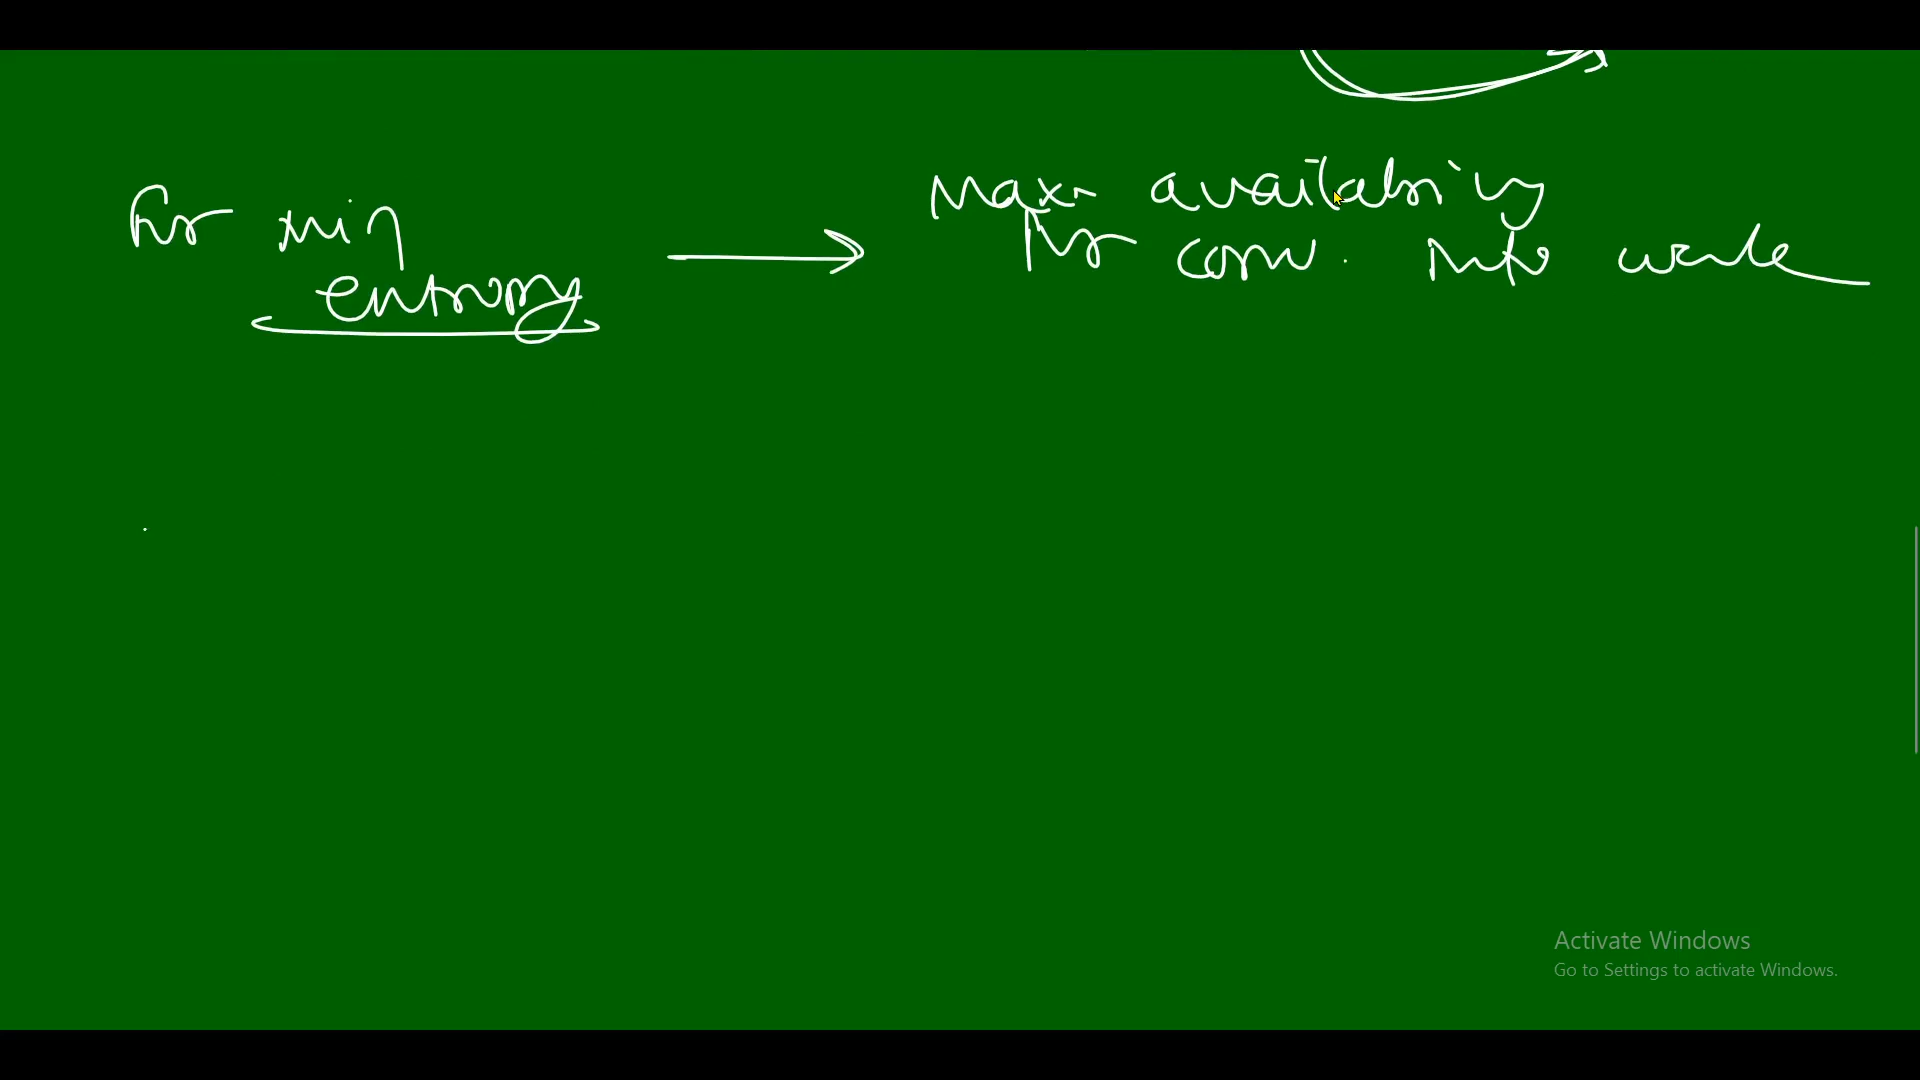 For min
entropy
Max. availability
for conv. into work
Activate Windows
Go to Settings to activate Windows.